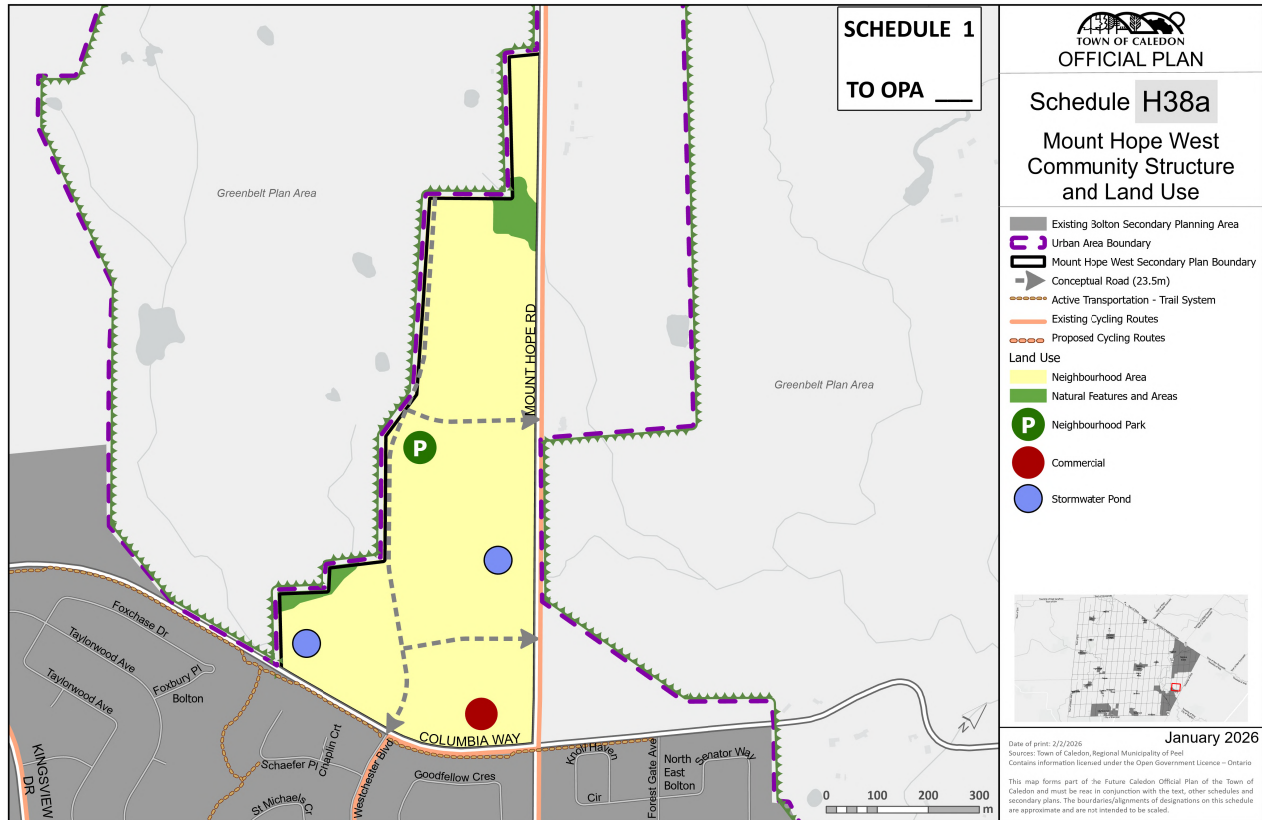 SCHEDULE 1
TO OPA ___
Greenbelt Plan Area
MOUNT HOPE RD
Greenbelt Plan Area
P
Foxchase Dr
Taylorwood Ave
Taylorwood Ave
Foxbury Pl
Bolton
KINGSVIEW
DR
Schaefer Pl
Chaplin Crt
St Michaels Cr
Westchester Blvd
COLUMBIA WAY
Goodfellow Cres
Knoll Haven
Cir
Forest Gate Ave
North
East
Bolton
Senator Way
N
0 100 200 300
m
TOWN OF CALEDON
OFFICIAL PLAN
Schedule H38a
Mount Hope West
Community Structure
and Land Use
Existing Bolton Secondary Planning Area
Urban Area Boundary
Mount Hope West Secondary Plan Boundary
Conceptual Road (23.5m)
Active Transportation - Trail System
Existing Cycling Routes
Proposed Cycling Routes
Land Use
Neighbourhood Area
Natural Features and Areas
P Neighbourhood Park
Commercial
Stormwater Pond
January 2026
Date of print: 2/2/2026
Sources: Town of Caledon, Regional Municipality of Peel
Contains information licensed under the Open Government Licence – Ontario
This map forms part of the Future Caledon Official Plan of the Town of
Caledon and must be read in conjunction with the text, other schedules and
secondary plans. The boundaries/alignments of designations on this schedule
are approximate and are not intended to be scaled.